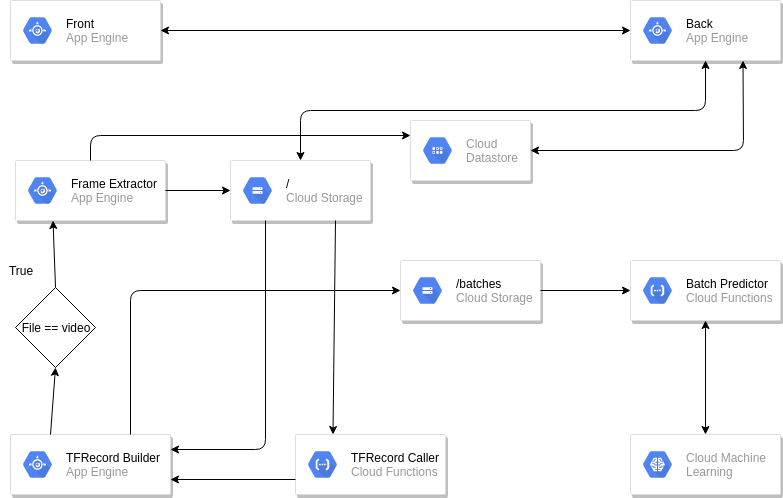 Front
App Engine
Back
App Engine
Cloud
Datastore
Frame Extractor
App Engine
/
Cloud Storage
True
File == video
/batches
Cloud Storage
Batch Predictor
Cloud Functions
TFRecord Builder
App Engine
TFRecord Caller
Cloud Functions
Cloud Machine
Learning